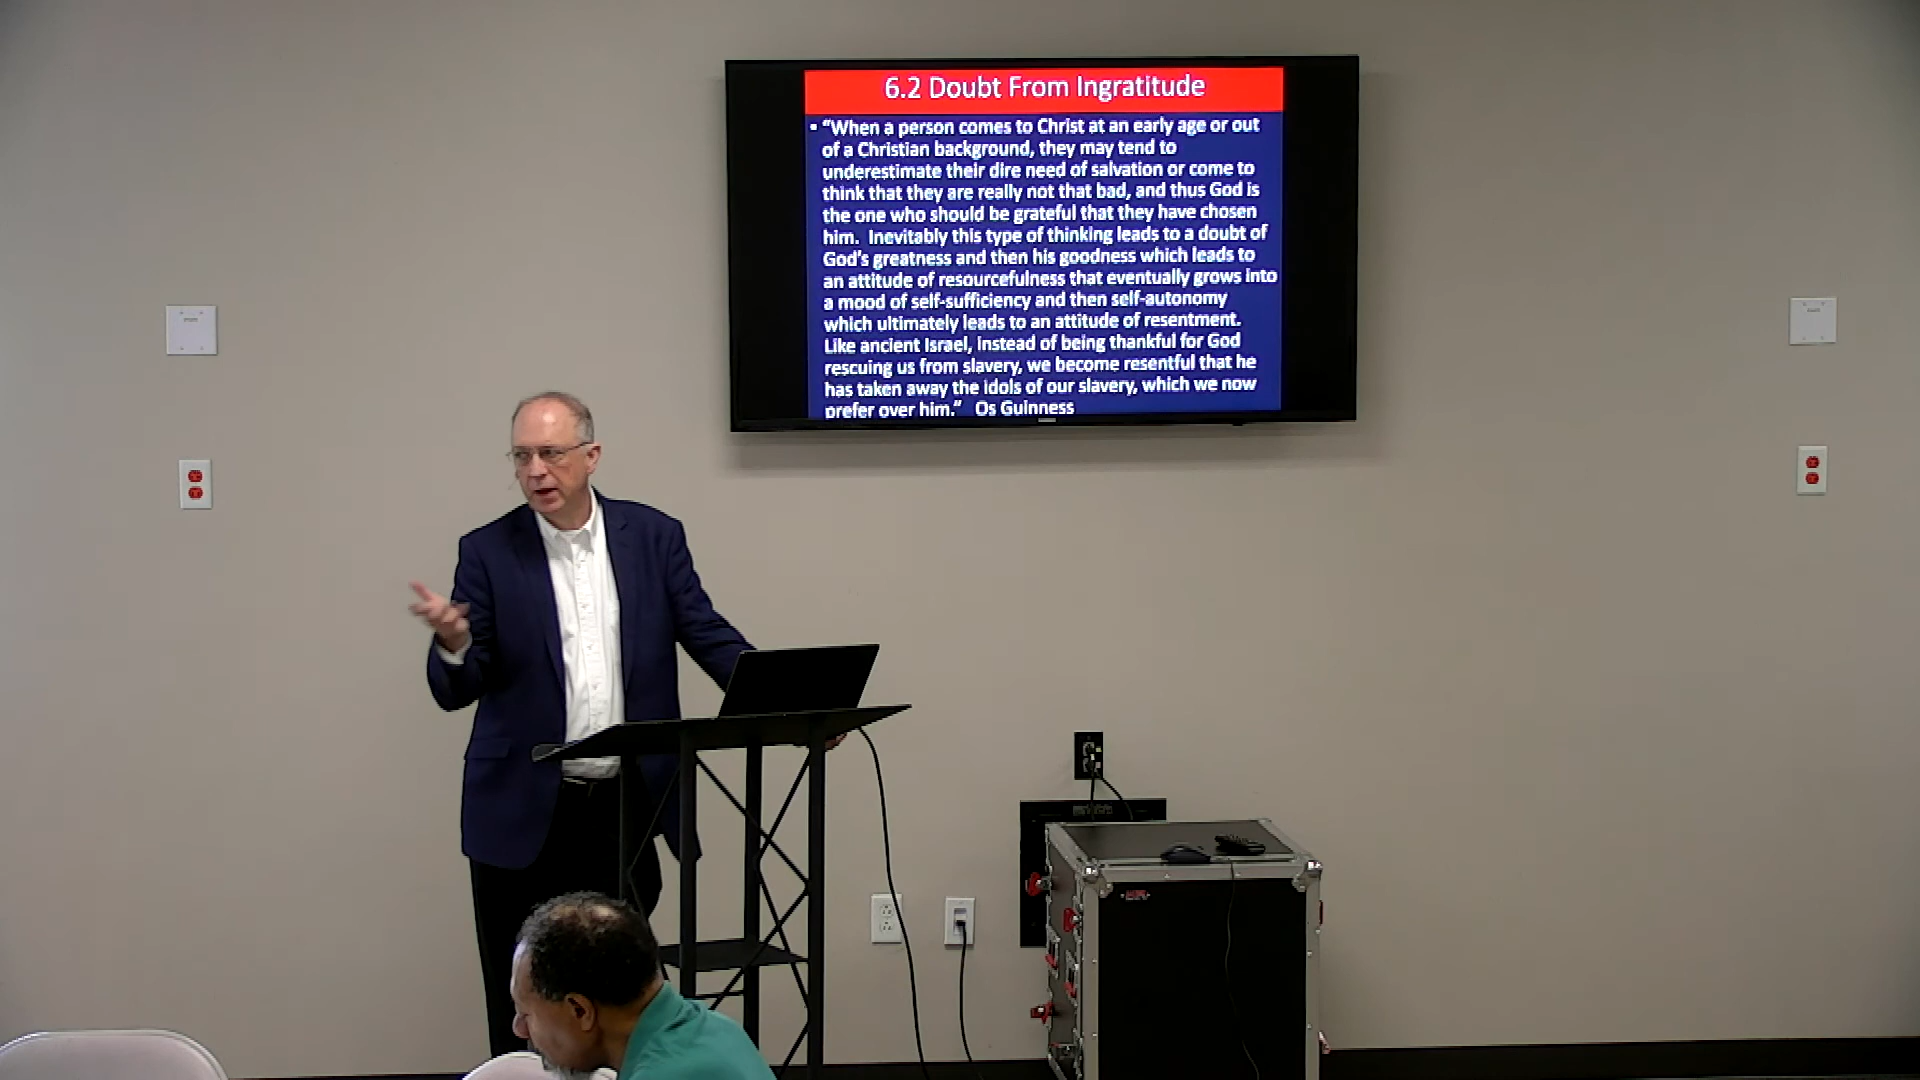 6.2 Doubt From Ingratitude
▪ “When a person comes to Christ at an early age or out
of a Christian background, they may tend to
underestimate their dire need of salvation or come to
think that they are really not that bad, and thus God is
the one who should be grateful that they have chosen
him.  Inevitably this type of thinking leads to a doubt of
God’s greatness and then his goodness which leads to
an attitude of resourcefulness that eventually grows into
a mood of self-sufficiency and then self-autonomy
which ultimately leads to an attitude of resentment.
Like ancient Israel, instead of being thankful for God
rescuing us from slavery, we become resentful that he
has taken away the idols of our slavery, which we now
prefer over him.”   Os Guinness